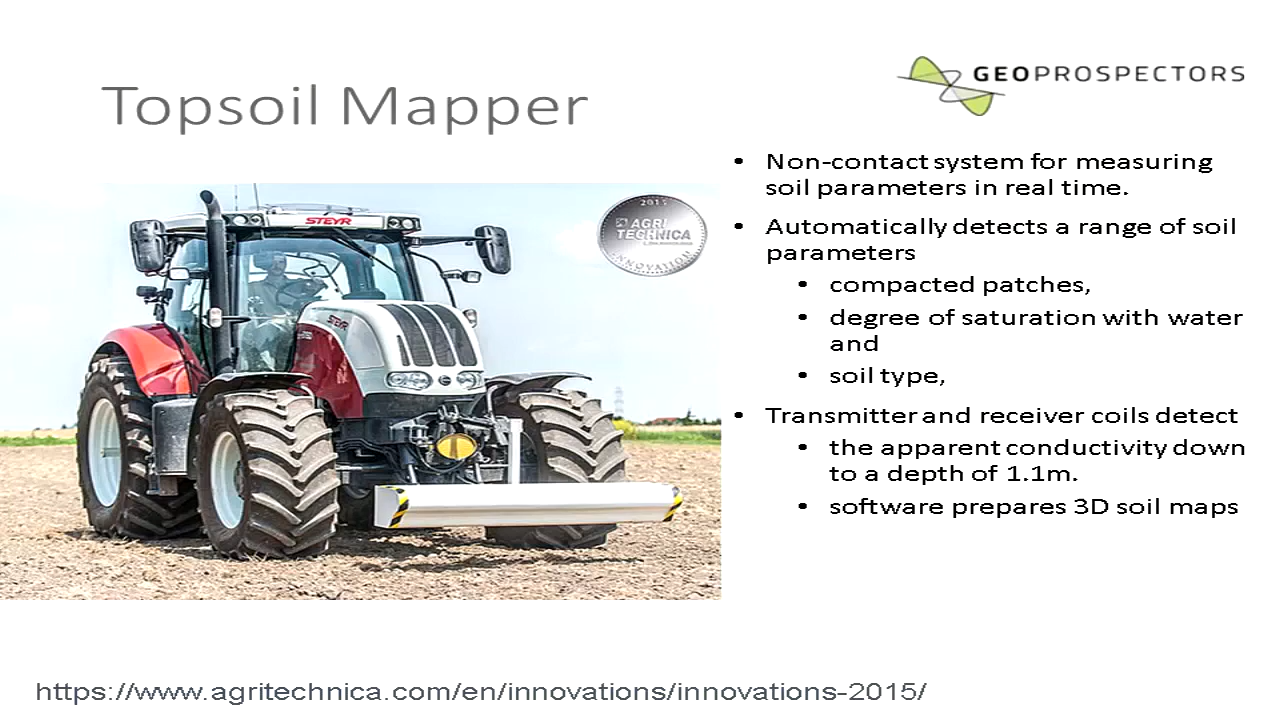 GEOPROSPECTORS
Topsoil Mapper
• Non-contact system for measuring
soil parameters in real time.
• Automatically detects a range of soil
parameters
• compacted patches,
• degree of saturation with water
and
• soil type,
• Transmitter and receiver coils detect
• the apparent conductivity down
to a depth of 1.1m.
• software prepares 3D soil maps
2015
AGRI
TECHNICA
INNOVATION
STEYR
STEYR
https://www.agritechnica.com/en/innovations/innovations-2015/